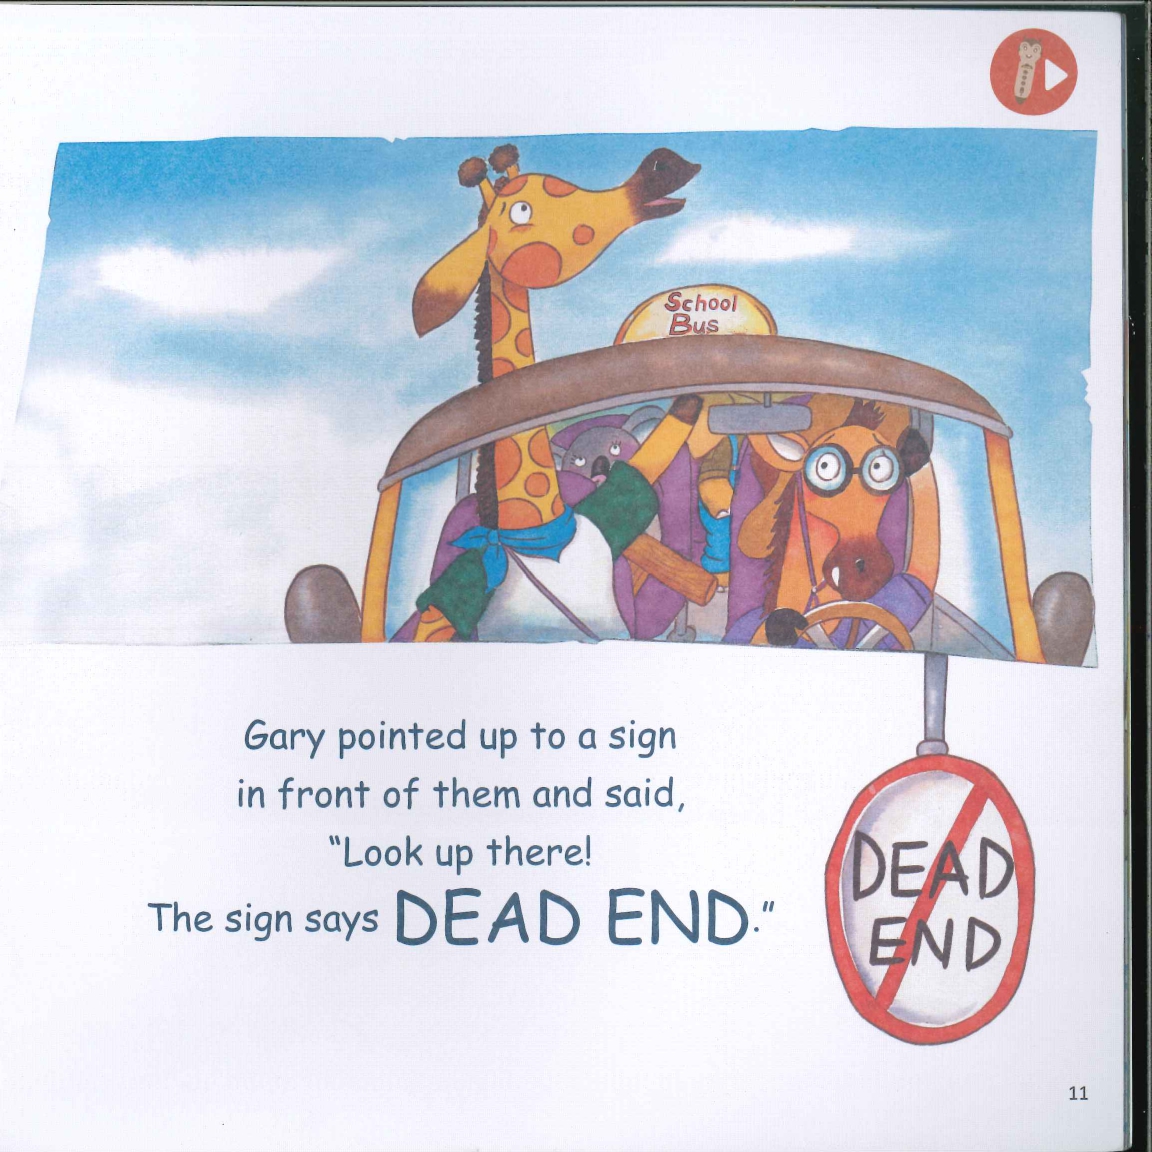 School
Bus
Gary pointed up to a sign
in front of them and said,
“Look up there!
The sign says DEAD END.”
DEAD
END
11